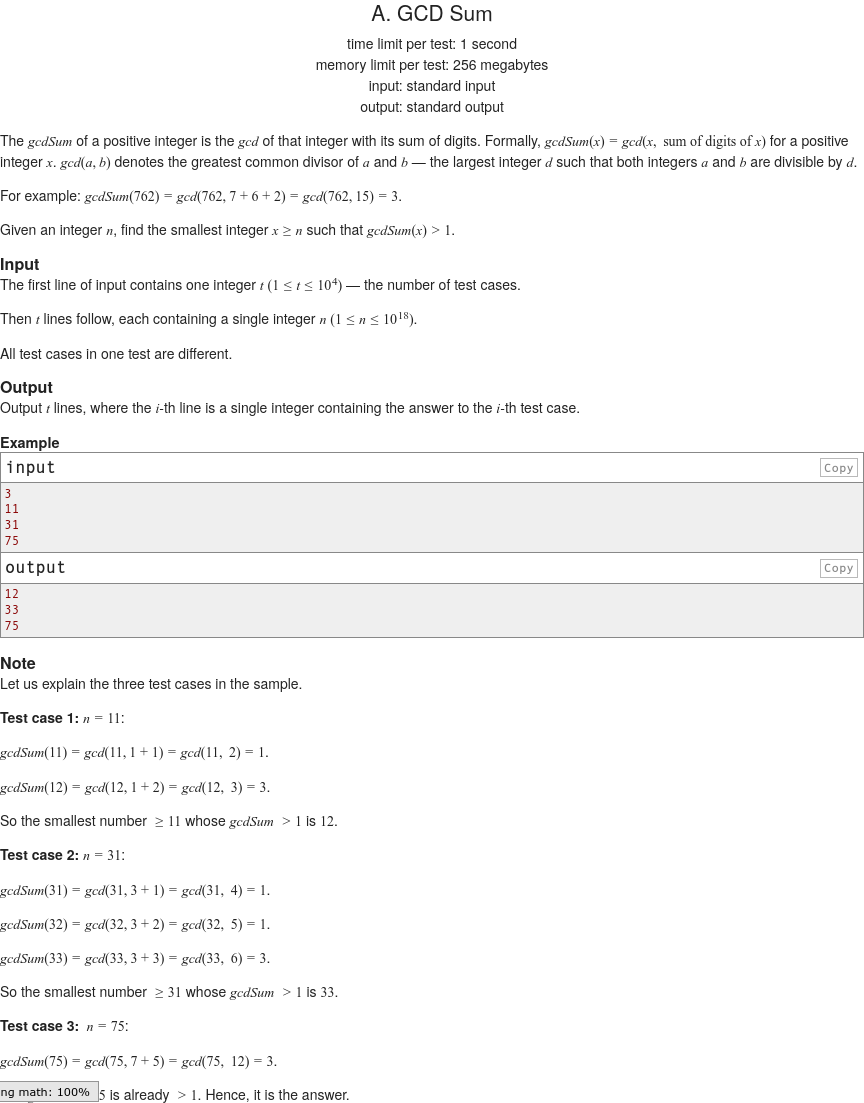 A. GCD Sum
time limit per test: 1 second
memory limit per test: 256 megabytes
input: standard input
output: standard output
The gcdSum of a positive integer is the gcd of that integer with its sum of digits. Formally, gcdSum(x) = gcd(x, sum of digits of x) for a positive
integer x. gcd(a, b) denotes the greatest common divisor of a and b — the largest integer d such that both integers a and b are divisible by d.
For example: gcdSum(762) = gcd(762, 7 + 6 + 2) = gcd(762, 15) = 3.
Given an integer n, find the smallest integer x ≥ n such that gcdSum(x) > 1.
Input
The first line of input contains one integer t (1 ≤ t ≤ 10⁴) — the number of test cases.
Then t lines follow, each containing a single integer n (1 ≤ n ≤ 10¹⁸).
All test cases in one test are different.
Output
Output t lines, where the i-th line is a single integer containing the answer to the i-th test case.
Example
input Copy
3
11
31
75
output Copy
12
33
75
Note
Let us explain the three test cases in the sample.
Test case 1: n = 11:
gcdSum(11) = gcd(11, 1 + 1) = gcd(11, 2) = 1.
gcdSum(12) = gcd(12, 1 + 2) = gcd(12, 3) = 3.
So the smallest number ≥ 11 whose gcdSum > 1 is 12.
Test case 2: n = 31:
gcdSum(31) = gcd(31, 3 + 1) = gcd(31, 4) = 1.
gcdSum(32) = gcd(32, 3 + 2) = gcd(32, 5) = 1.
gcdSum(33) = gcd(33, 3 + 3) = gcd(33, 6) = 3.
So the smallest number ≥ 31 whose gcdSum > 1 is 33.
Test case 3: n = 75:
gcdSum(75) = gcd(75, 7 + 5) = gcd(75, 12) = 3.
ng math: 100% 5 is already > 1. Hence, it is the answer.